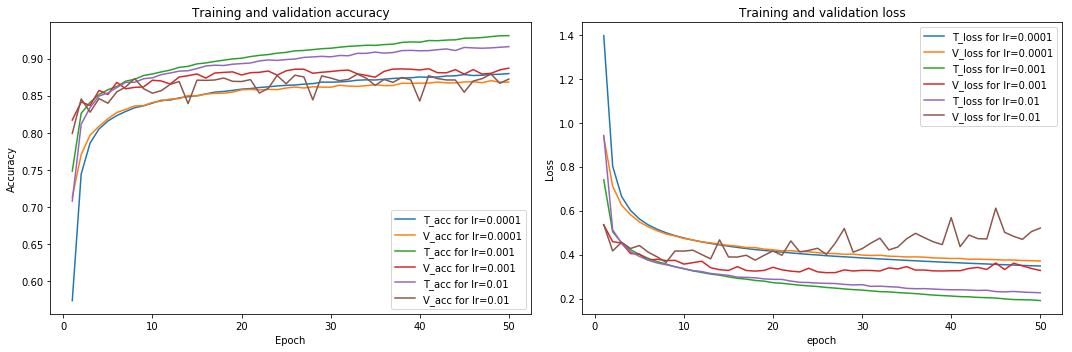 Training and validation accuracy
Accuracy
0.90
0.85
0.80
0.75
0.70
0.65
0.60
0
10
20
30
40
50
Epoch
T_acc for lr=0.0001
V_acc for lr=0.0001
T_acc for lr=0.001
V_acc for lr=0.001
T_acc for lr=0.01
V_acc for lr=0.01
Training and validation loss
Loss
1.4
1.2
1.0
0.8
0.6
0.4
0.2
0
10
20
30
40
50
epoch
T_loss for lr=0.0001
V_loss for lr=0.0001
T_loss for lr=0.001
V_loss for lr=0.001
T_loss for lr=0.01
V_loss for lr=0.01